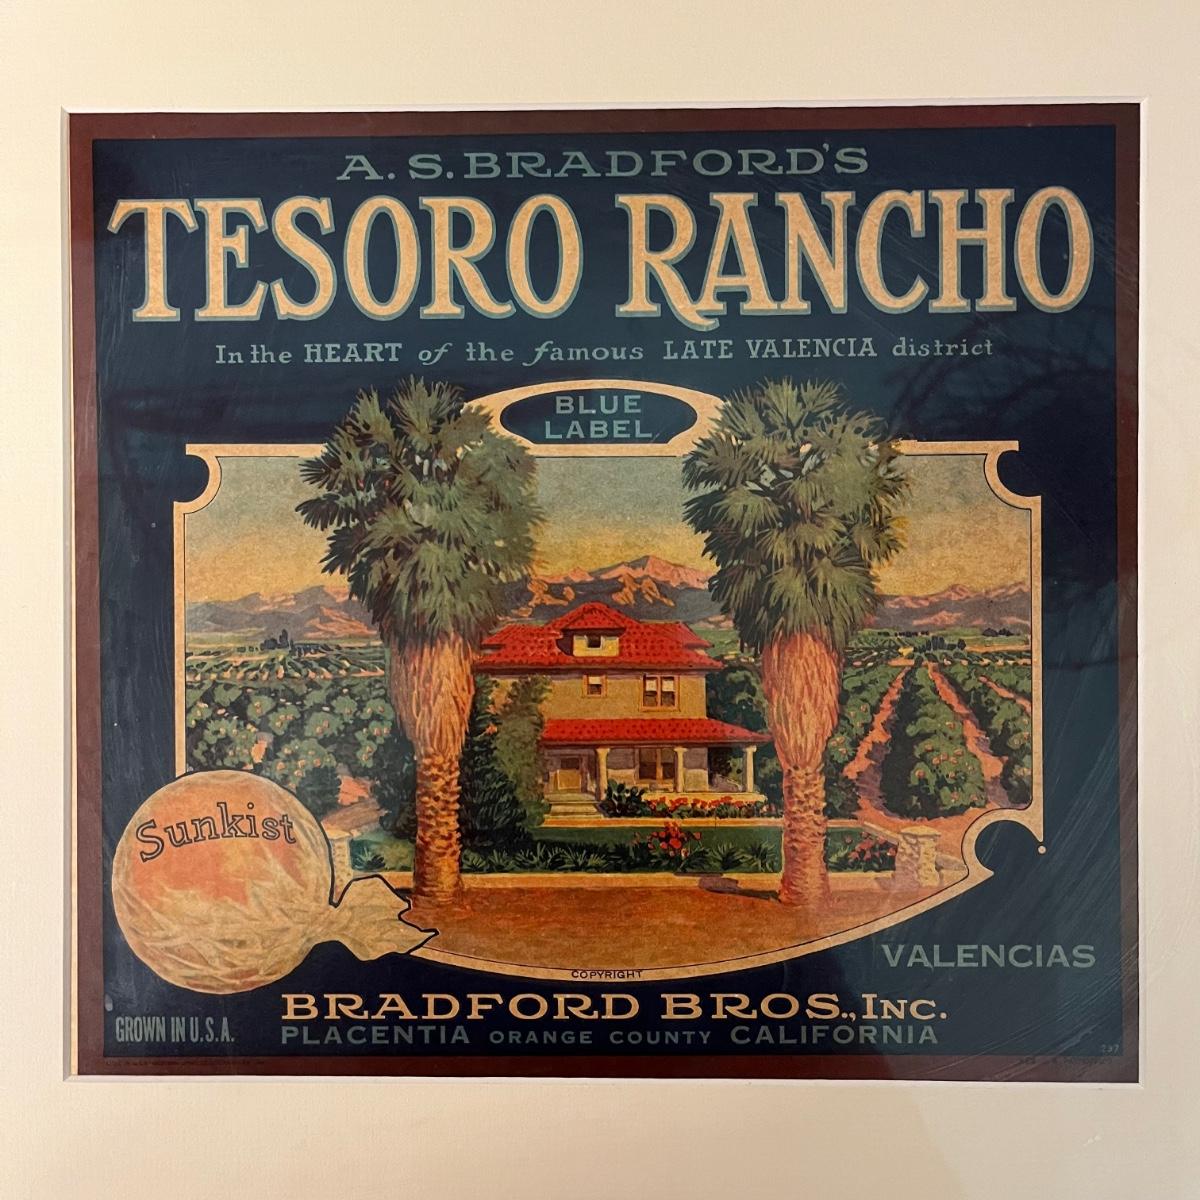 A. S. BRADFORD'S
TESORO RANCHO
In the HEART of the famous LATE VALENCIA district
BLUE
LABEL
Sunkist
VALENCIAS
COPYRIGHT
BRADFORD BROS., INC.
GROWN IN U.S.A.
PLACENTIA ORANGE COUNTY CALIFORNIA
297